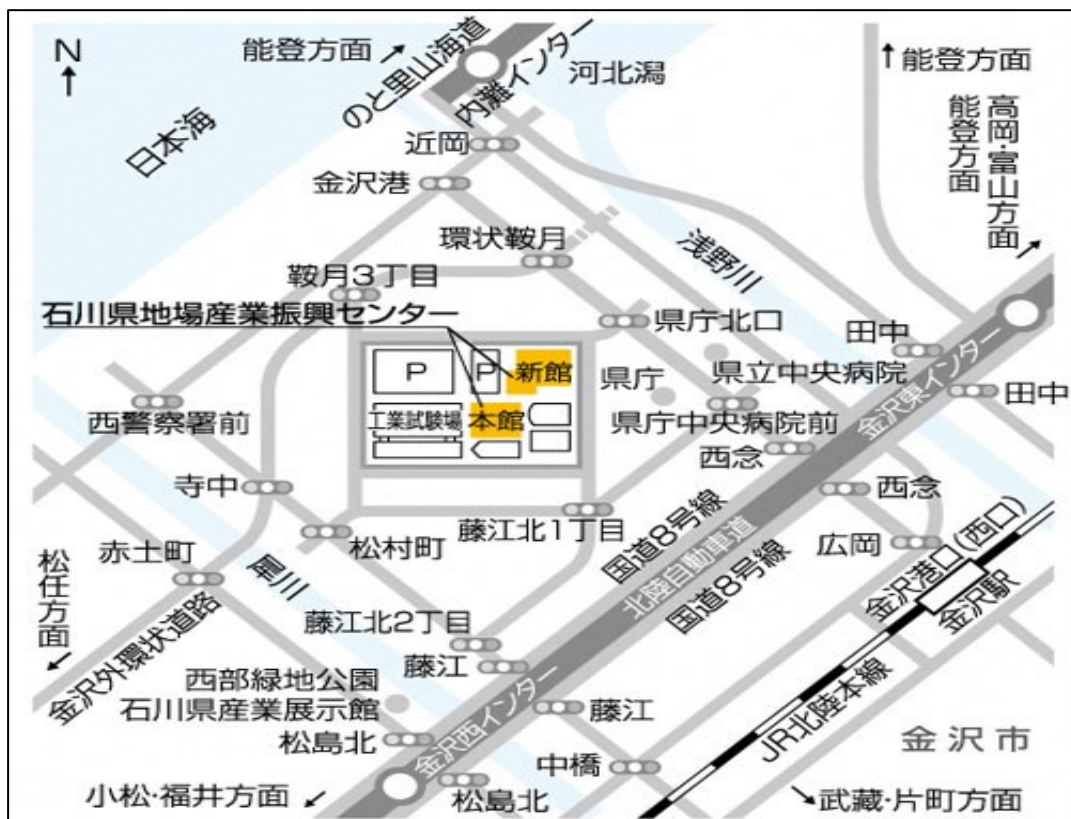 N
能登方面
のと里山海道
内灘インター
河北潟
能登方面
高岡・富山方面
能登方面
日本海
近岡
金沢港
環状鞍月
浅野川
鞍月3丁目
石川県地場産業振興センター
県庁北口
田中
P
P
新館
県庁
県立中央病院
金沢東インター
田中
西警察署前
工業試験場
本館
県庁中央病院前
西念
寺中
西念
藤江北1丁目
国道8号線
広岡
松村町
赤土町
北陸自動車道
金沢港口(西口)
松任方面
犀川
国道8号線
金沢駅
藤江北2丁目
金沢外環状道路
藤江
西部緑地公園
石川県産業展示館
藤江
JR北陸本線
松島北
金沢西インター
金沢市
中橋
小松・福井方面
松島北
武蔵・片町方面